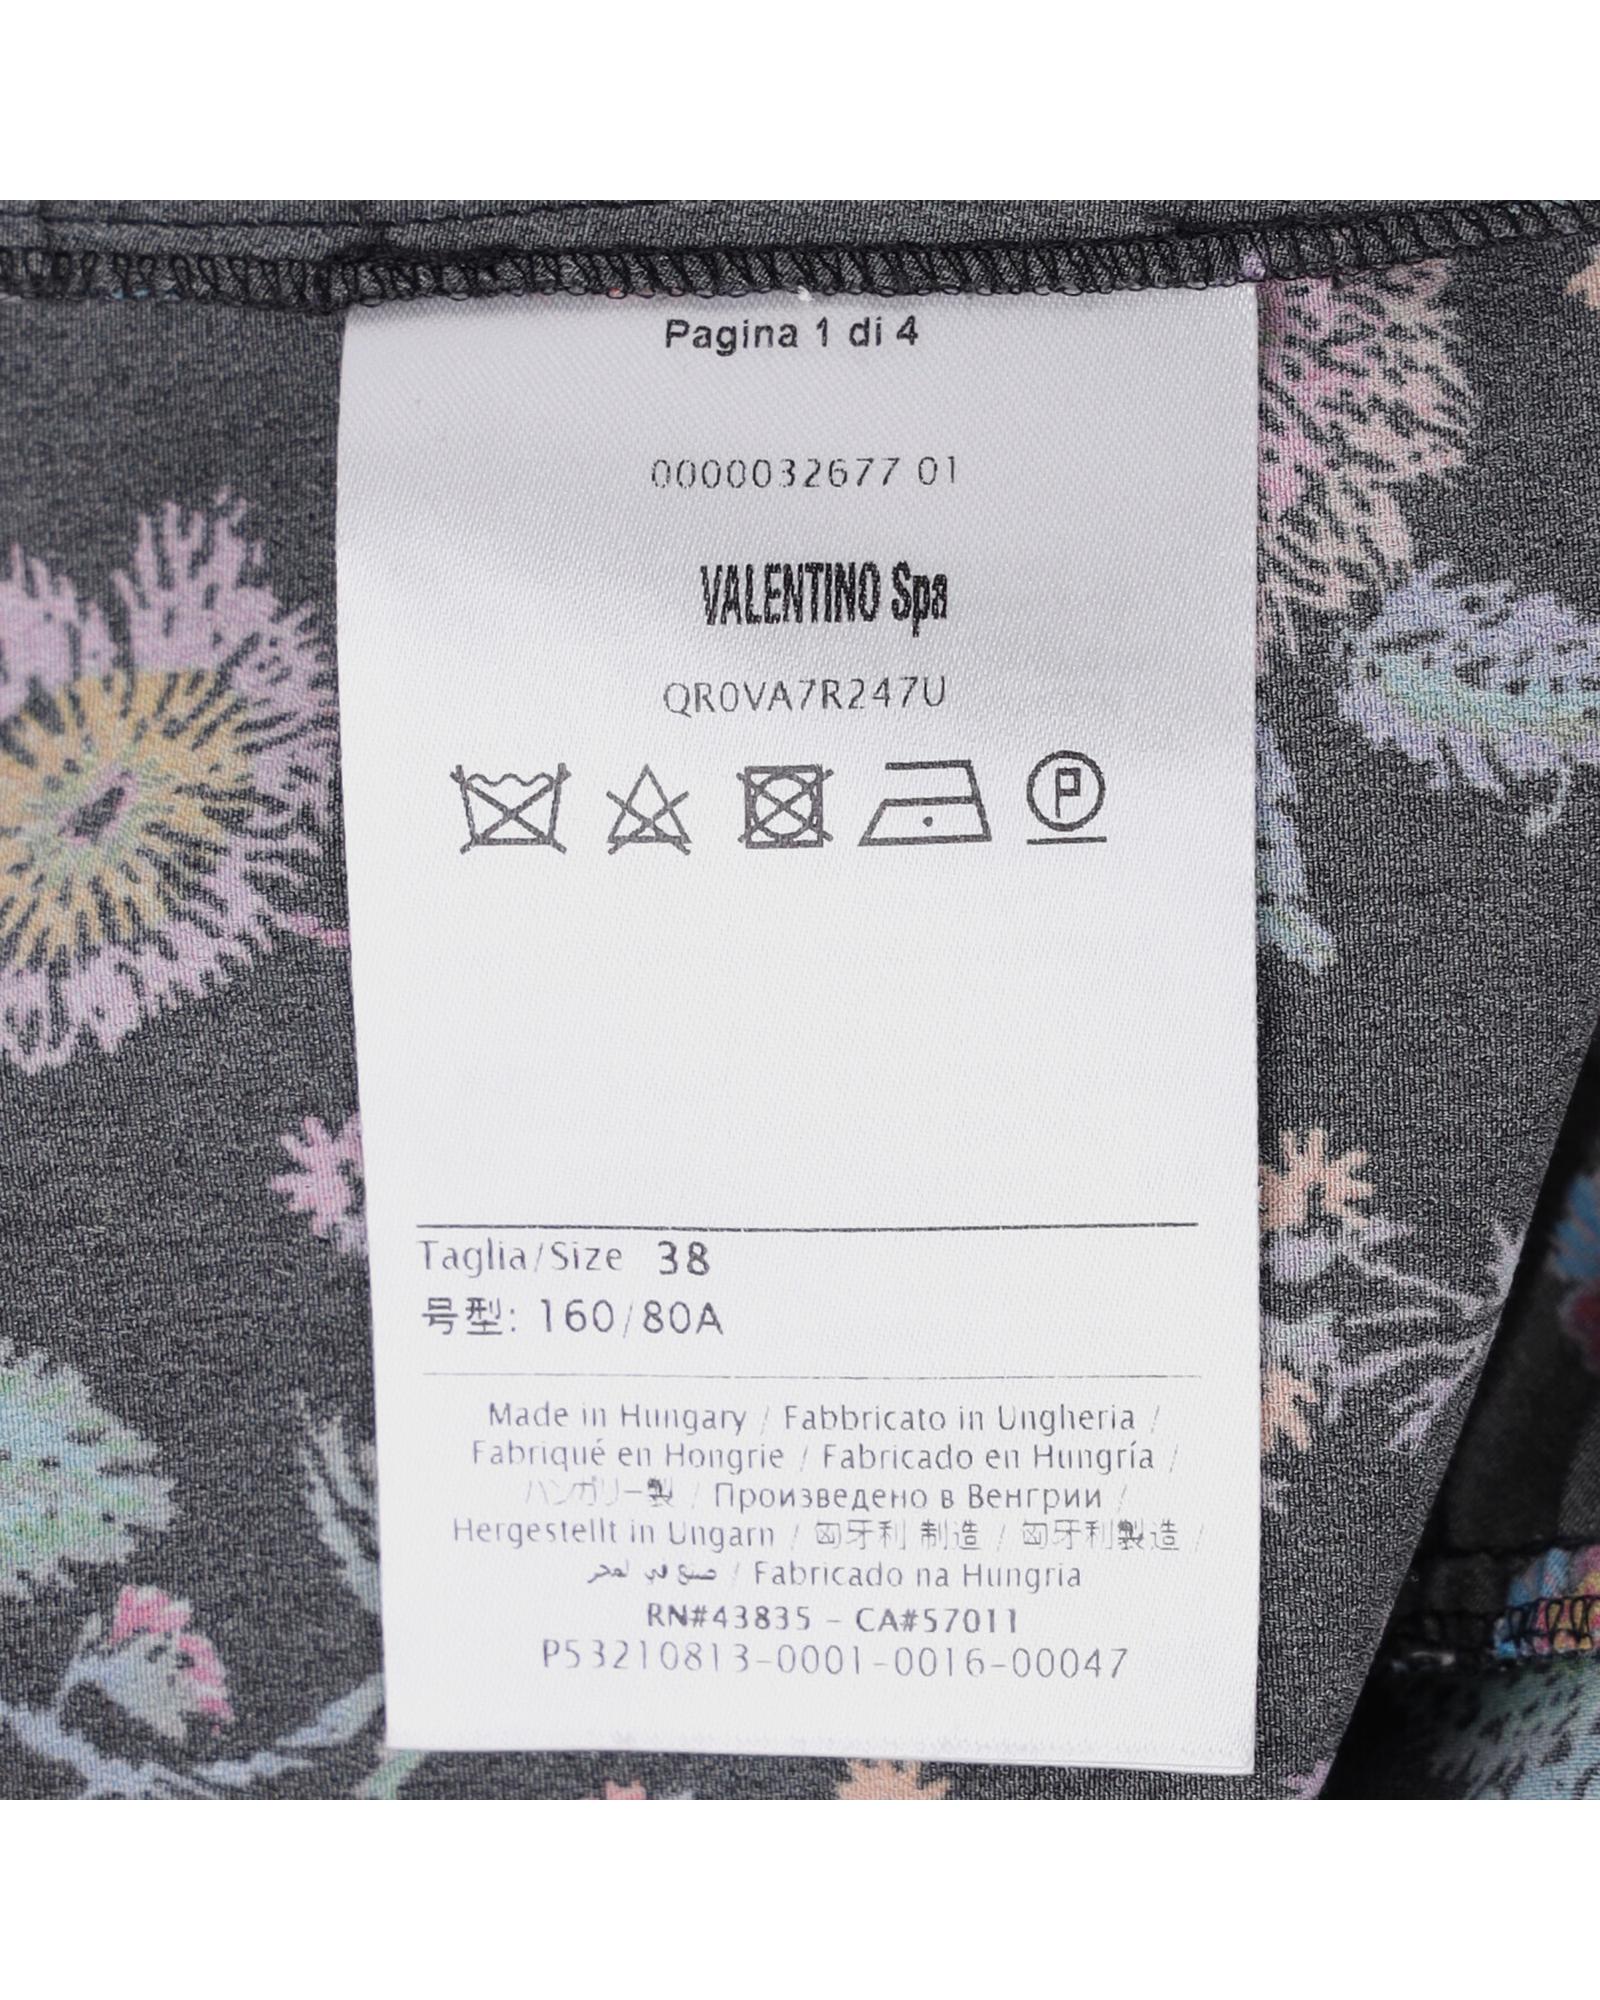 Pagina 1 di 4
0000032677 01
VALENTINO Spa
QR0VA7R247U
P
Taglia/Size 38
号型: 160/80A
Made in Hungary / Fabbricato in Ungheria /
Fabriqué en Hongrie / Fabricado en Hungría /
ハンガリー製 / Произведено в Венгрии /
Hergestellt in Ungarn / 匈牙利 制造 / 匈牙利製造 /
صنع في المجر / Fabricado na Hungria
RN#43835 - CA#57011
P53210813-0001-0016-00047